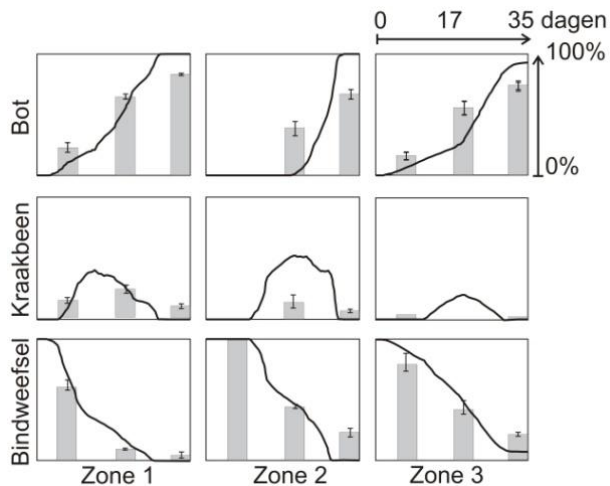 0 17 35 dagen
100%
0%
Bot
Kraakbeen
Bindweefsel
Zone 1 Zone 2 Zone 3